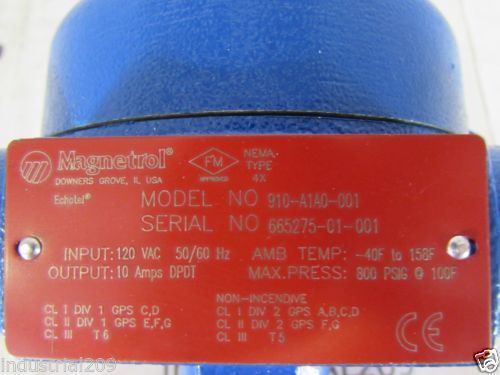 Magnetrol®
DOWNERS GROVE, IL USA
Echotel®
FM
APPROVED
NEMA
TYPE
4X
MODEL NO 910-A1A0-001
SERIAL NO 665275-01-001
INPUT: 120 VAC 50/60 Hz AMB TEMP: -40F to 158F
OUTPUT: 10 Amps DPDT MAX.PRESS: 800 PSIG @ 100F
CL I DIV 1 GPS C,D
CL II DIV 1 GPS E,F,G
CL III T6
NON-INCENDIVE
CL I DIV 2 GPS A,B,C,D
CL II DIV 2 GPS F,G
CL III T5
CE
industrial209